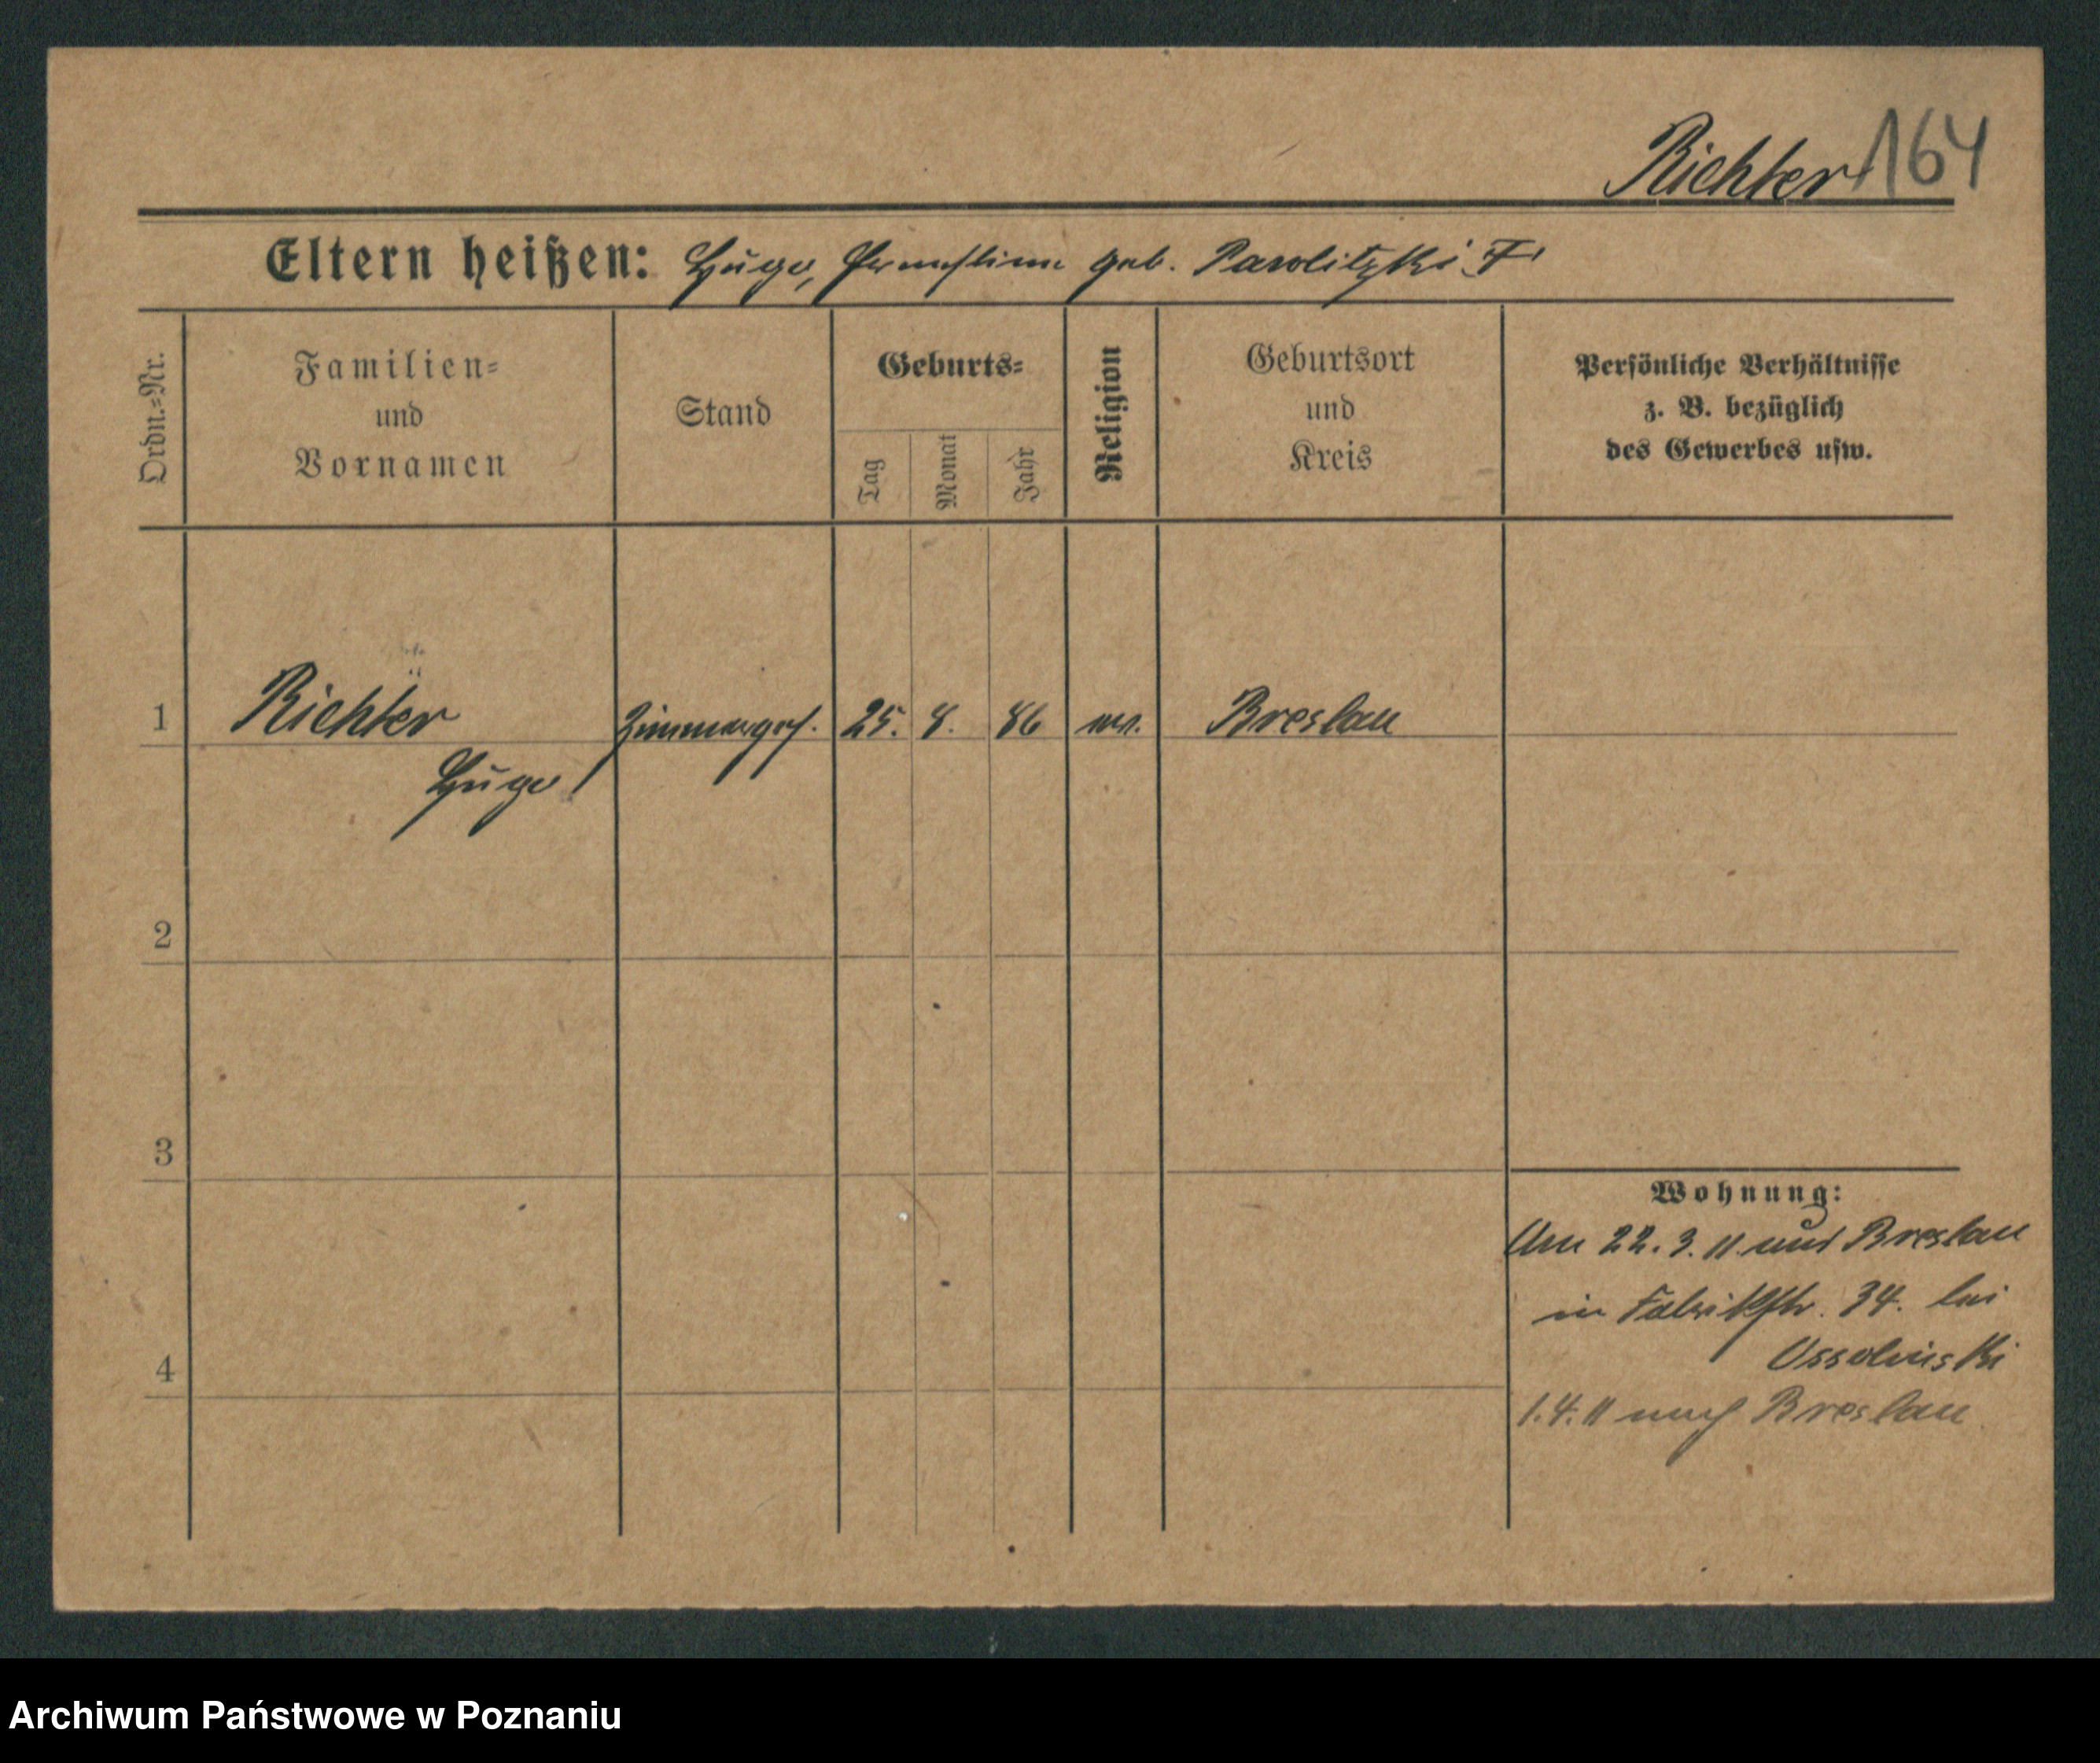 Richter 164
Eltern heißen: Hugo, Ernestine geb. Parolitzki
Ordn.=Nr.
Familien=
und
Vornamen
Stand
Geburts=
Tag
Monat
Jahr
Religion
Geburtsort
und
Kreis
Persönliche Verhältnisse
z. B. bezüglich
des Gewerbes usw.
1 Richter Zimmerges. 25. 8. 86 ev. Breslau
Hugo
2
3
Wohnung:
Am 22. 3. 11 aus Breslau
in Fabrikstr. 34. bei
Ossolinski
4
1.4.11 nach Breslau
Archiwum Państwowe w Poznaniu